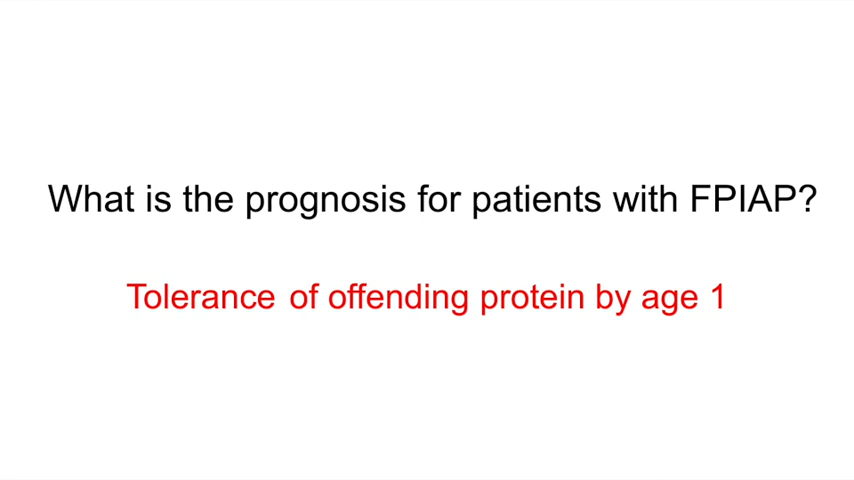 What is the prognosis for patients with FPIAP?
Tolerance of offending protein by age 1